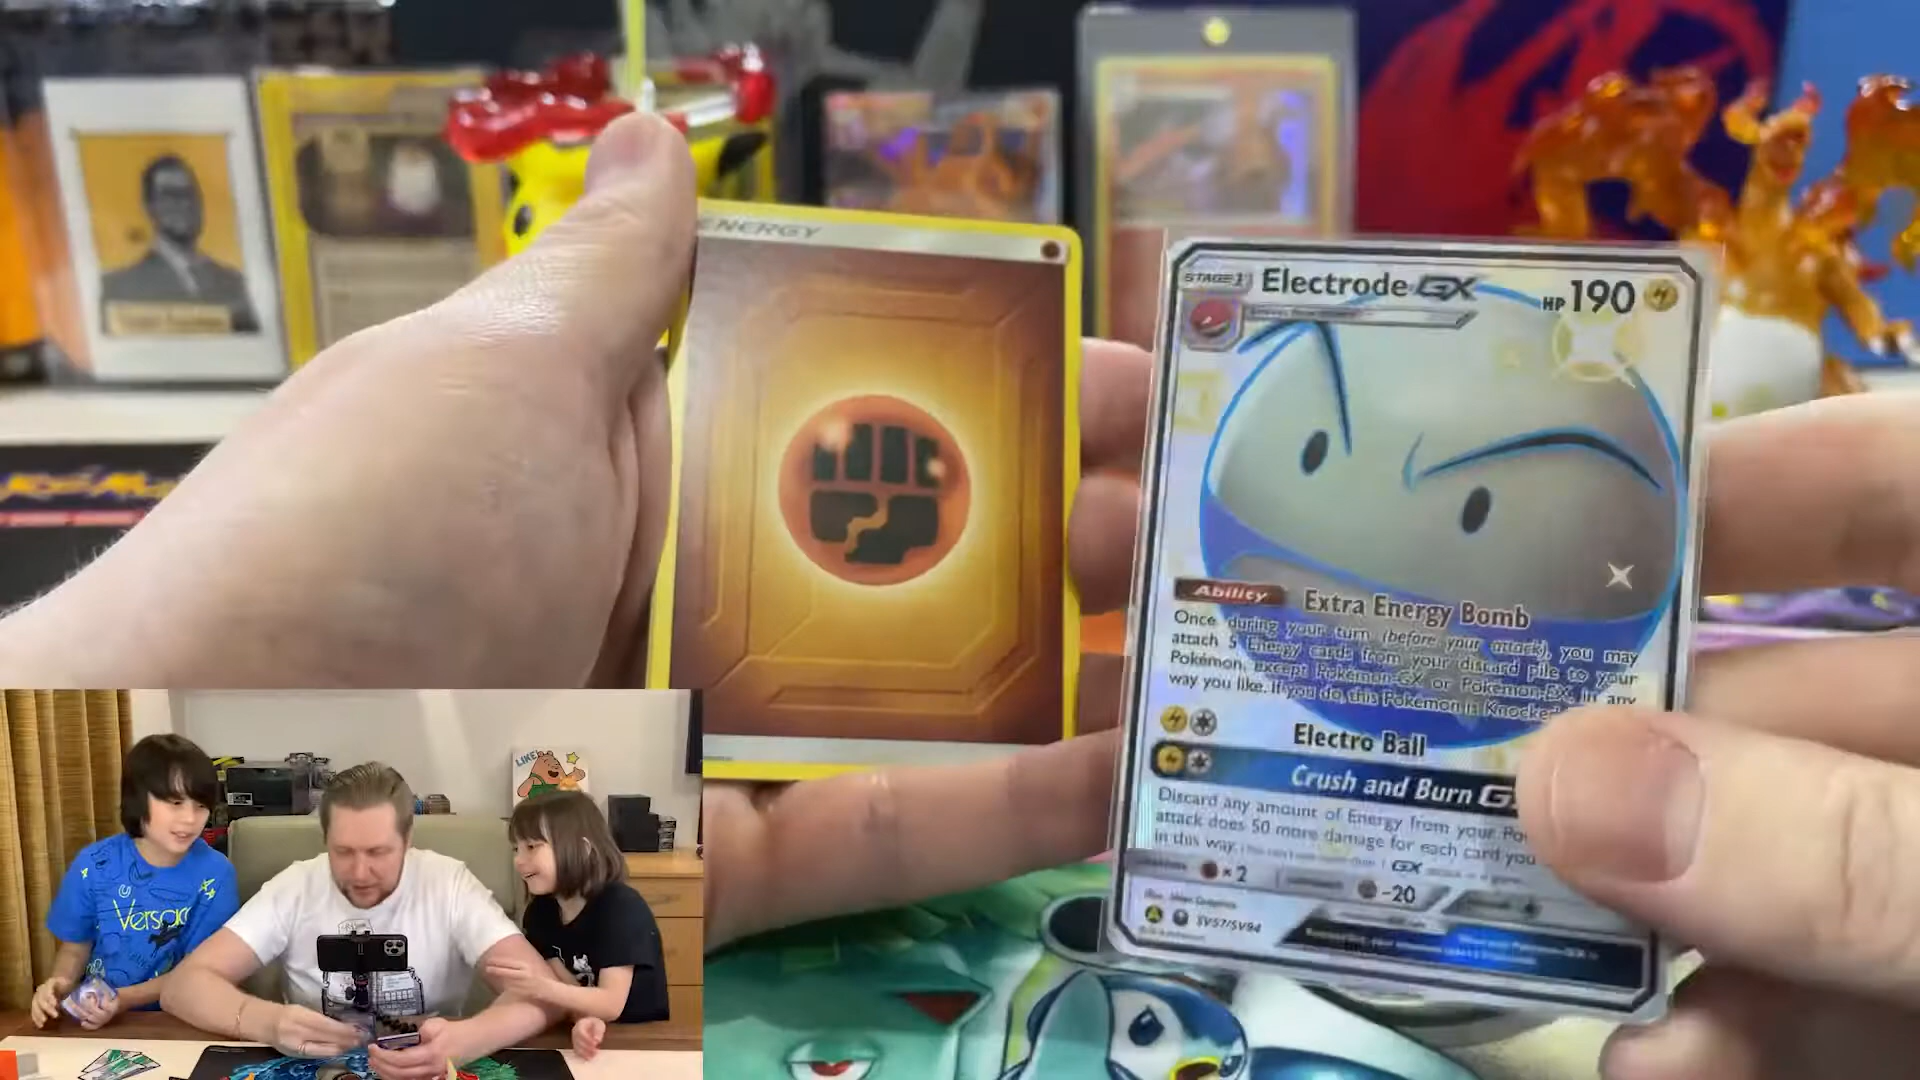 ENERGY
STAGE 1
Electrode GX
HP 190
Ability
Extra Energy Bomb
Once during your turn (before your attack), you may
attach 5 Energy cards from your discard pile to your
Pokémon, except Pokémon-GX or Pokémon-EX, in any
way you like. If you do, this Pokémon is Knocked
Electro Ball
Crush and Burn
Discard any amount of Energy from your
attack does 50 more damage for each card you
in this way.
GX
×2
-20
SV57/SV94
LIKE
Versac